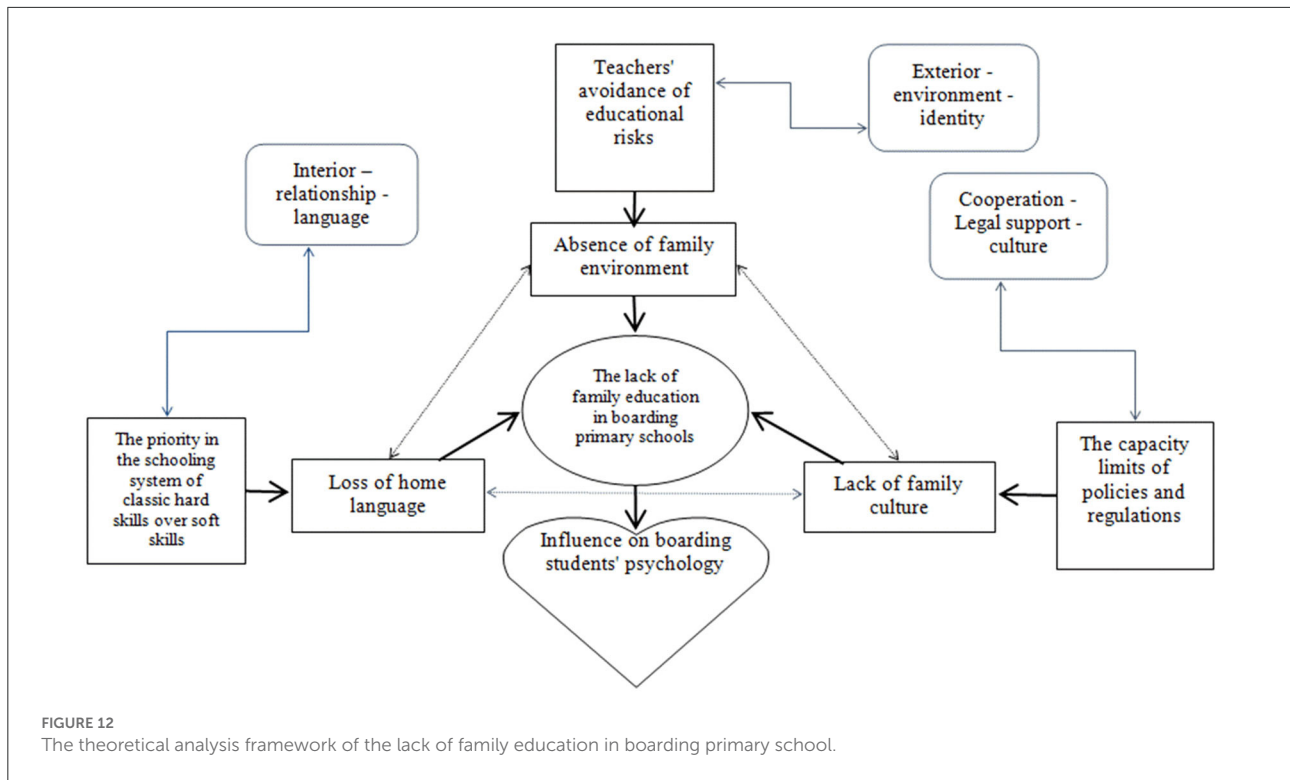 Teachers'
avoidance of
educational
risks
Exterior -
environment -
identity
Interior –
relationship -
language
Cooperation -
Legal support -
culture
Absence of family
environment
The lack of
family education
in boarding
primary schools
The priority in
the schooling
system of
classic hard
skills over soft
skills
Loss of home
language
Lack of family
culture
The capacity
limits of
policies and
regulations
Influence on boarding
students' psychology
FIGURE 12
The theoretical analysis framework of the lack of family education in boarding primary school.